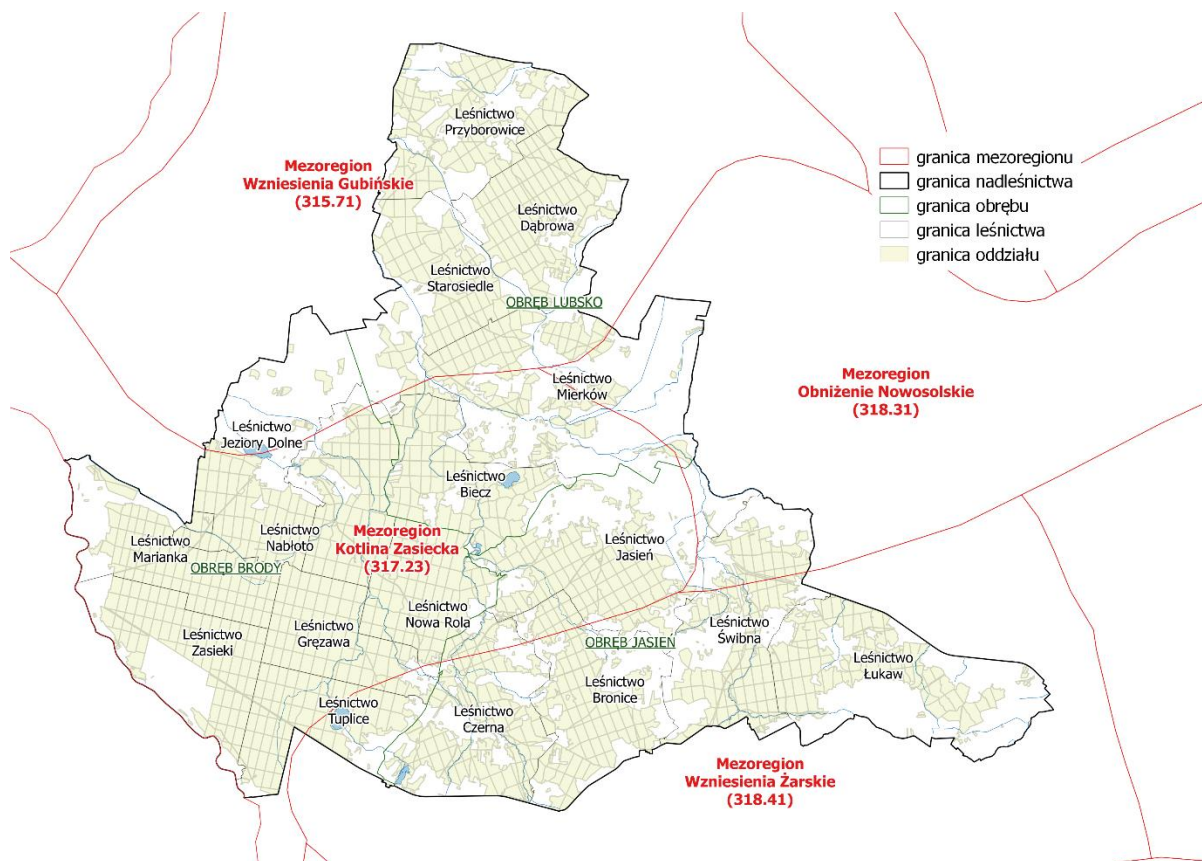 Leśnictwo
Przyborowice
Mezoregion
Wzniesienia Gubińskie
(315.71)
granica mezoregionu
granica nadleśnictwa
granica obrębu
granica leśnictwa
granica oddziału
Leśnictwo
Dąbrowa
Leśnictwo
Starosiedle
OBRĘB LUBSKO
Leśnictwo
Mierków
Mezoregion
Obniżenie Nowosolskie
(318.31)
Leśnictwo
Jeziory Dolne
Leśnictwo
Biecz
Leśnictwo
Marianka
Leśnictwo
Nabłoto
Mezoregion
Kotlina Zasiecka
(317.23)
Leśnictwo
Jasień
OBRĘB BRODY
Leśnictwo
Zasieki
Leśnictwo
Gręzawa
Leśnictwo
Nowa Rola
OBRĘB JASIEŃ
Leśnictwo
Świbna
Leśnictwo
Łukaw
Leśnictwo
Tuplice
Leśnictwo
Czerna
Leśnictwo
Bronice
Mezoregion
Wzniesienia Żarskie
(318.41)